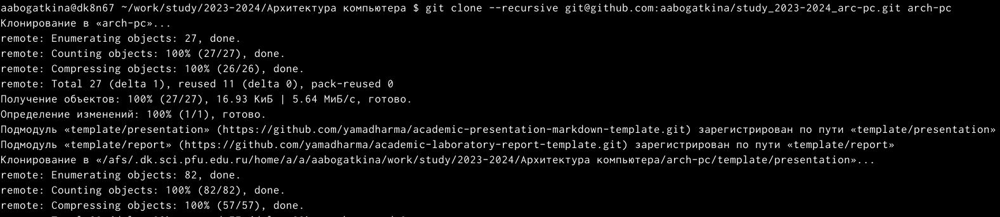 aabogatkina@dk8n67 ~/work/study/2023-2024/Архитектура компьютера $ git clone --recursive git@github.com:aabogatkina/study_2023-2024_arc-pc.git arch-pc
Клонирование в «arch-pc»...
remote: Enumerating objects: 27, done.
remote: Counting objects: 100% (27/27), done.
remote: Compressing objects: 100% (26/26), done.
remote: Total 27 (delta 1), reused 11 (delta 0), pack-reused 0
Получение объектов: 100% (27/27), 16.93 КиБ | 5.64 МиБ/с, готово.
Определение изменений: 100% (1/1), готово.
Подмодуль «template/presentation» (https://github.com/yamadharma/academic-presentation-markdown-template.git) зарегистрирован по пути «template/presentation»
Подмодуль «template/report» (https://github.com/yamadharma/academic-laboratory-report-template.git) зарегистрирован по пути «template/report»
Клонирование в «/afs/.dk.sci.pfu.edu.ru/home/a/a/aabogatkina/work/study/2023-2024/Архитектура компьютера/arch-pc/template/presentation»...
remote: Enumerating objects: 82, done.
remote: Counting objects: 100% (82/82), done.
remote: Compressing objects: 100% (57/57), done.